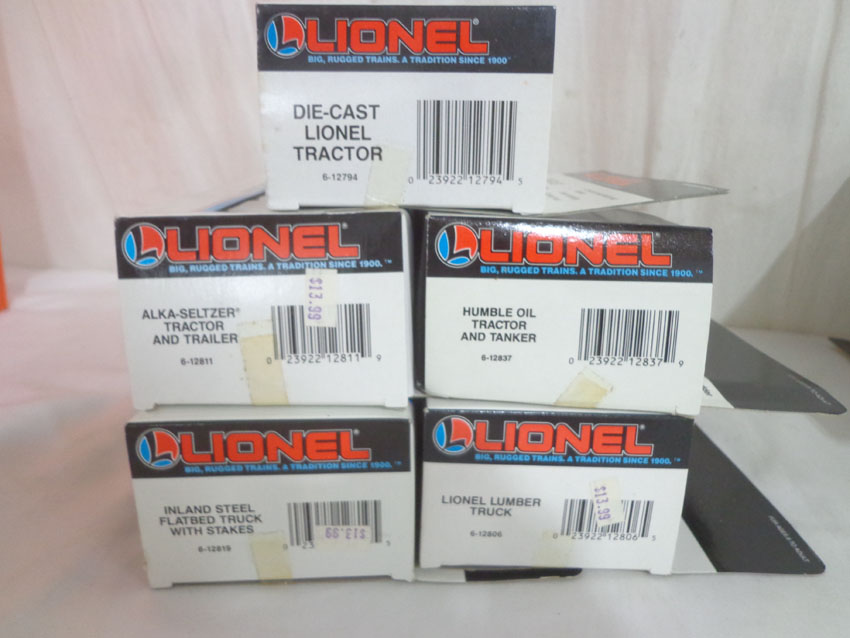 LIONEL
BIG, RUGGED TRAINS. A TRADITION SINCE 1900
DIE-CAST
LIONEL
TRACTOR
6-12794
0 23922 12794 5
LIONEL
BIG, RUGGED TRAINS. A TRADITION SINCE 1900.™
ALKA-SELTZER®
TRACTOR
AND TRAILER
6-12811
$13.99
0 23922 12811 9
LIONEL
BIG, RUGGED TRAINS. A TRADITION SINCE 1900.™
HUMBLE OIL
TRACTOR
AND TANKER
6-12837
0 23922 12837 9
LIONEL
BIG, RUGGED TRAINS. A TRADITION SINCE 1900.™
INLAND STEEL
FLATBED TRUCK
WITH STAKES
6-12819
$13.99
0 23 5
LIONEL
BIG, RUGGED TRAINS. A TRADITION SINCE 1900.™
LIONEL LUMBER
TRUCK
6-12806
$13.99
0 23922 12806 5